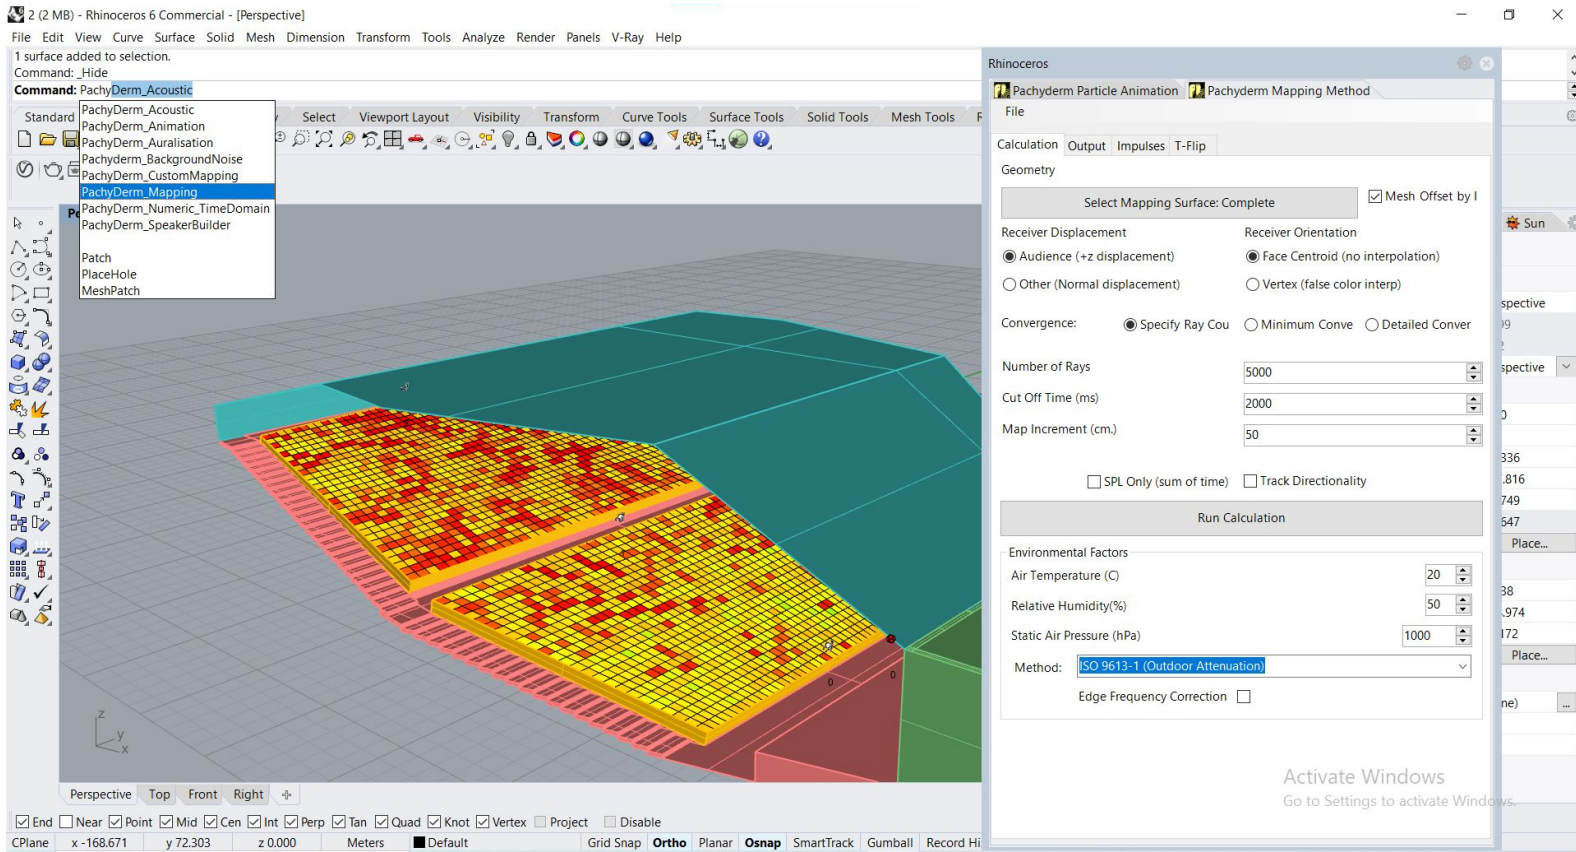 2 (2 MB) - Rhinoceros 6 Commercial - [Perspective]
File Edit View Curve Surface Solid Mesh Dimension Transform Tools Analyze Render Panels V-Ray Help
1 surface added to selection.
Command: _Hide
Command: PachyDerm_Acoustic
PachyDerm_Acoustic
PachyDerm_Animation
PachyDerm_Auralisation
Pachyderm_BackgroundNoise
PachyDerm_CustomMapping
PachyDerm_Mapping
PachyDerm_Numeric_TimeDomain
PachyDerm_SpeakerBuilder
Patch
PlaceHole
MeshPatch
Standard Select Viewport Layout Visibility Transform Curve Tools Surface Tools Solid Tools Mesh Tools R
Pe
z
y
x
0
0
Rhinoceros
Pachyderm Particle Animation Pachyderm Mapping Method
File
Calculation Output Impulses T-Flip
Geometry
Select Mapping Surface: Complete Mesh Offset by I
Receiver Displacement Receiver Orientation
Audience (+z displacement) Face Centroid (no interpolation)
Other (Normal displacement) Vertex (false color interp)
Convergence: Specify Ray Cou Minimum Conve Detailed Conver
Number of Rays 5000
Cut Off Time (ms) 2000
Map Increment (cm.) 50
SPL Only (sum of time) Track Directionality
Run Calculation
Environmental Factors
Air Temperature (C) 20
Relative Humidity(%) 50
Static Air Pressure (hPa) 1000
Method: ISO 9613-1 (Outdoor Attenuation)
Edge Frequency Correction
Sun
spective
spective
336
.816
749
647
Place...
38
.974
172
Place...
ne) ...
Activate Windows
Go to Settings to activate Windows.
Perspective Top Front Right
End Near Point Mid Cen Int Perp Tan Quad Knot Vertex Project Disable
CPlane x -168.671 y 72.303 z 0.000 Meters Default Grid Snap Ortho Planar Osnap SmartTrack Gumball Record Hi